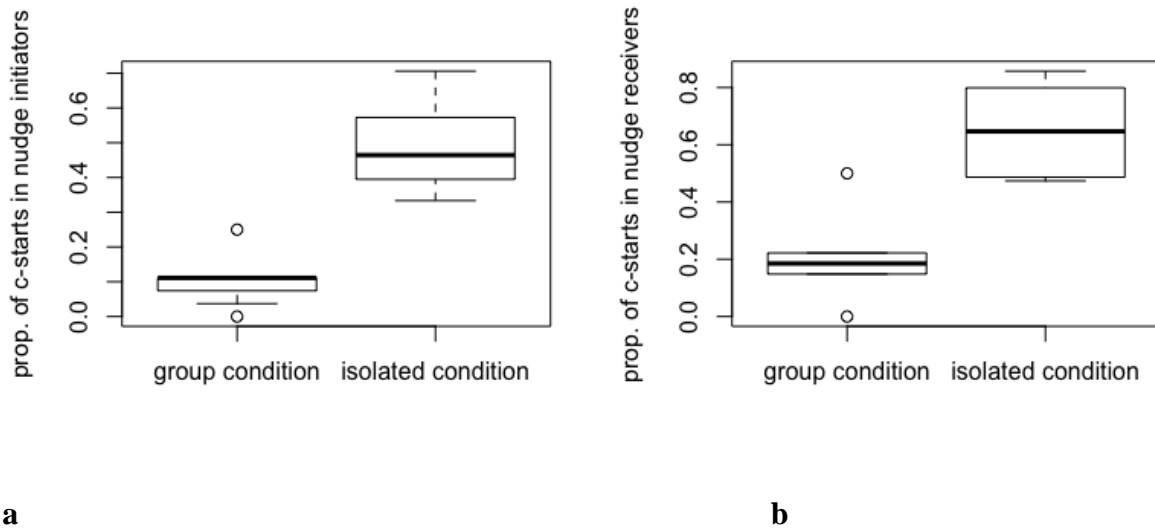 prop. of c-starts in nudge initiators
0.0
0.2
0.4
0.6
group condition
isolated condition
prop. of c-starts in nudge receivers
0.0
0.2
0.4
0.6
0.8
group condition
isolated condition
a
b